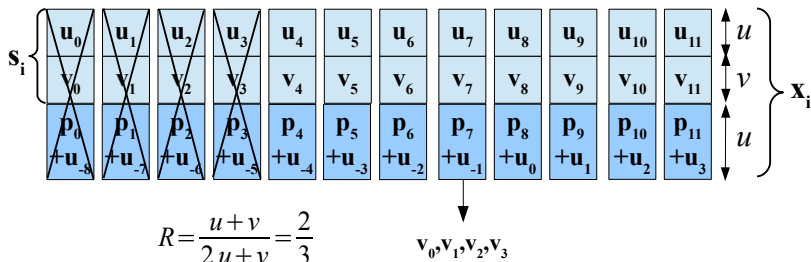 u₀ u₁ u₂ u₃ u₄ u₅ u₆ u₇ u₈ u₉ u₁₀ u₁₁ u
sᵢ v₀ v₁ v₂ v₃ v₄ v₅ v₆ v₇ v₈ v₉ v₁₀ v₁₁ v xᵢ
p₀ p₁ p₂ p₃ p₄ p₅ p₆ p₇ p₈ p₉ p₁₀ p₁₁ u
+u₋₈ +u₋₇ +u₋₆ +u₋₅ +u₋₄ +u₋₃ +u₋₂ +u₋₁ +u₀ +u₁ +u₂ +u₃
R = (u+v)/(2u+v) = 2/3
v₀,v₁,v₂,v₃